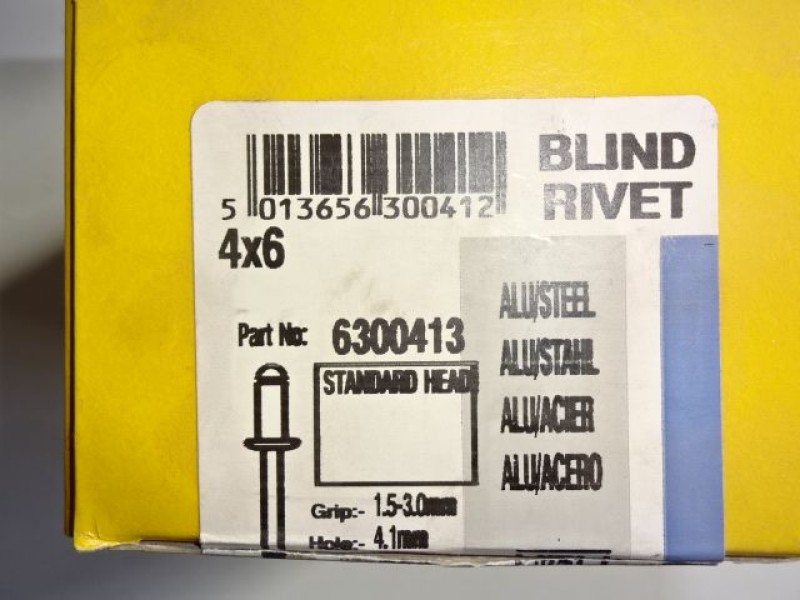 BLIND
RIVET
5 013656 300412
4x6
Part No: 6300413
STANDARD HEAD
ALU/STEEL
ALU/STAHL
ALU/ACIER
ALU/ACERO
Grip:- 1.5-3.0mm
Hole:- 4.1mm